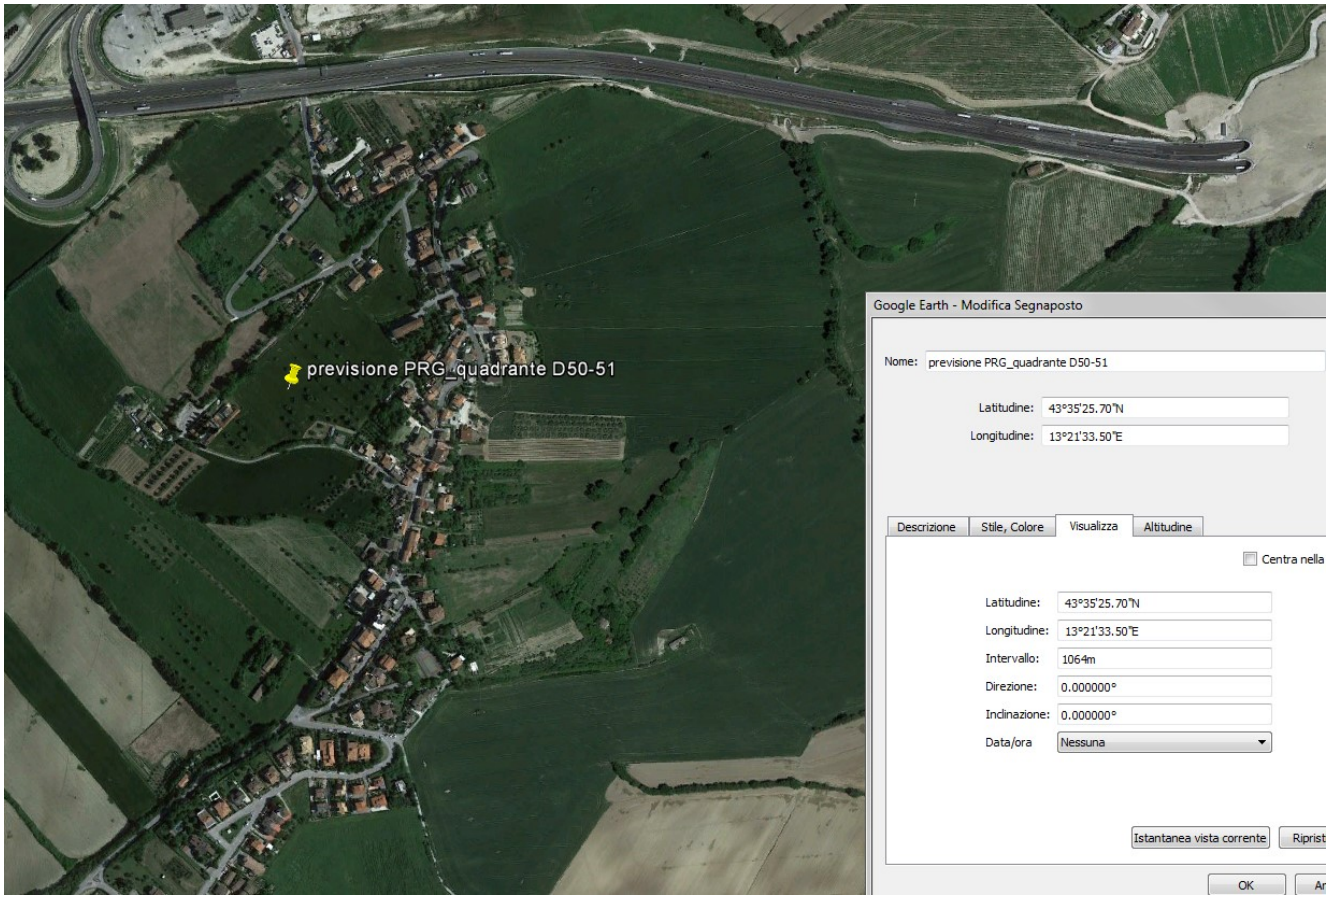 Google Earth - Modifica Segnaposto
previsione PRG_quadrante D50-51
Nome: previsione PRG_quadrante D50-51
Latitudine: 43°35'25.70"N
Longitudine: 13°21'33.50"E
Descrizione Stile, Colore Visualizza Altitudine
Centra nella
Latitudine: 43°35'25.70"N
Longitudine: 13°21'33.50"E
Intervallo: 1064m
Direzione: 0.000000°
Inclinazione: 0.000000°
Data/ora Nessuna
Istantanea vista corrente Riprist
OK Ar